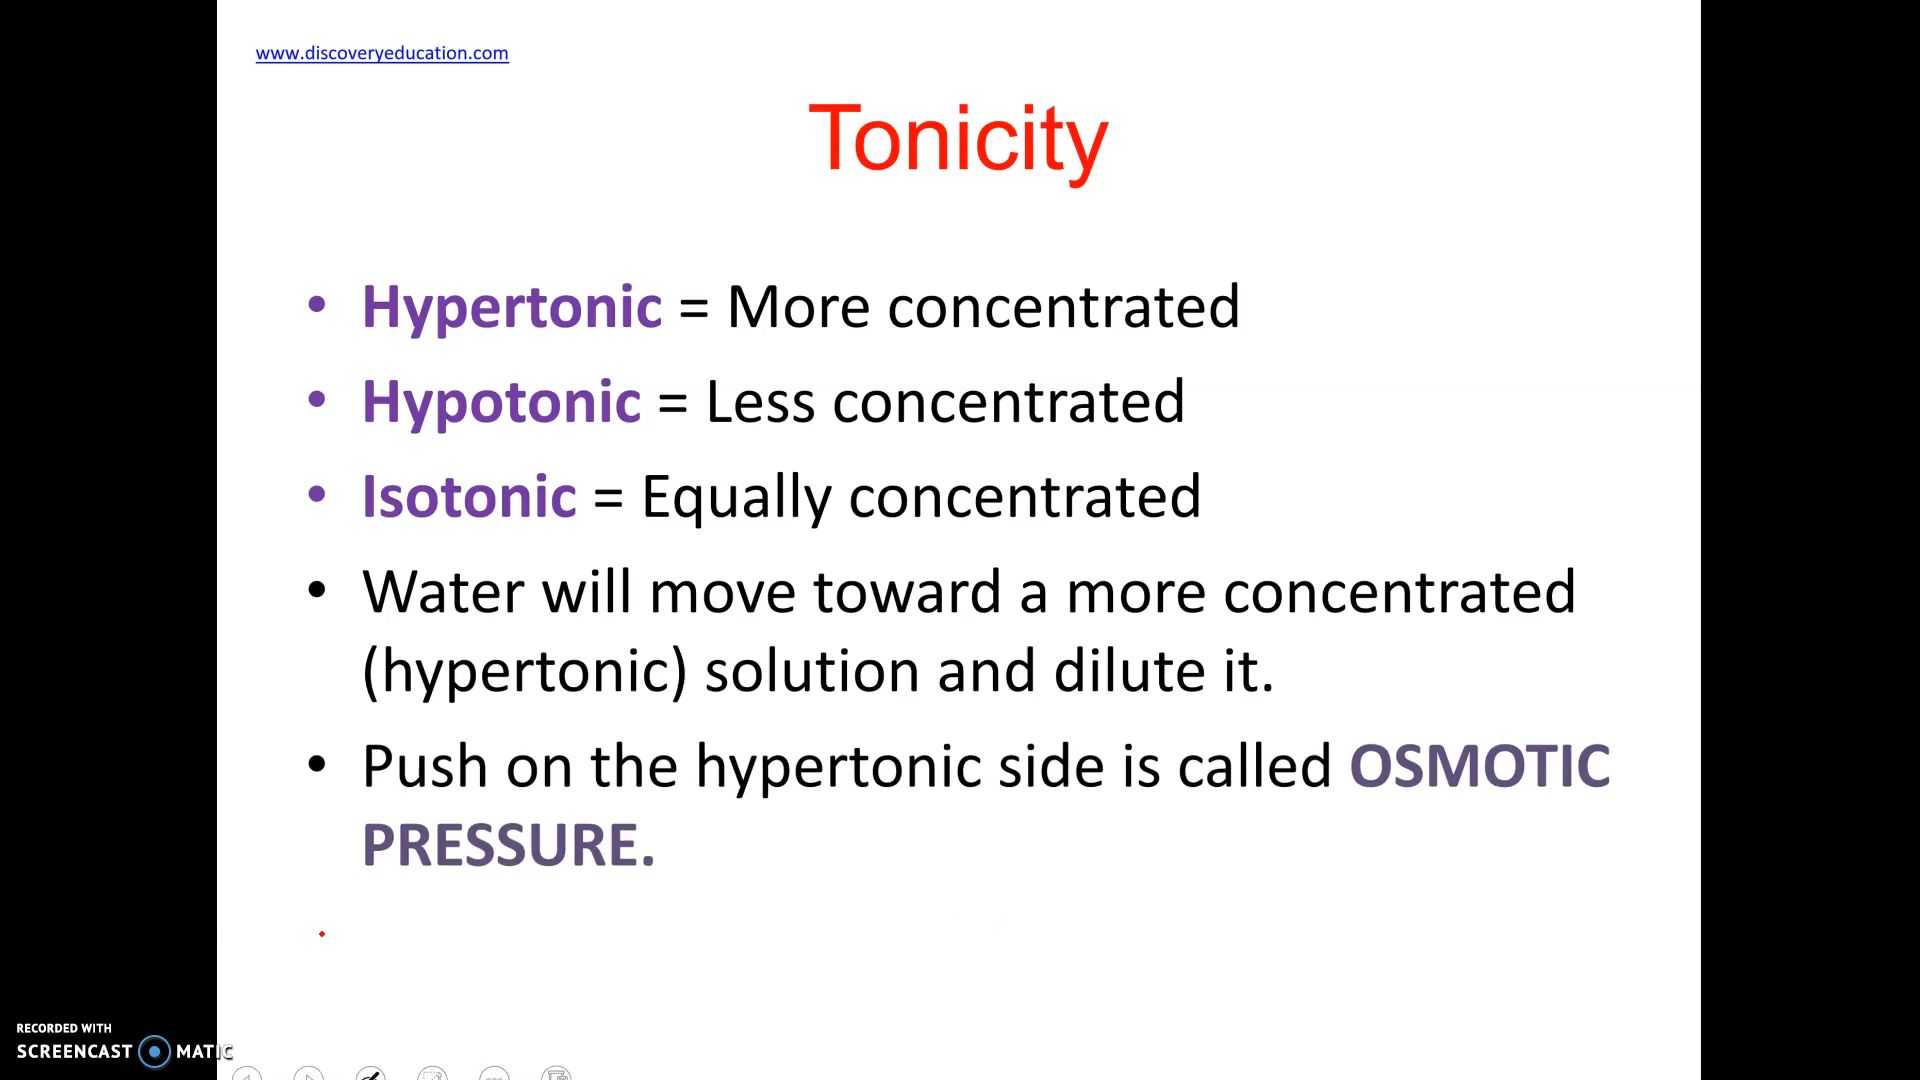 www.discoveryeducation.com
Tonicity
• Hypertonic = More concentrated
• Hypotonic = Less concentrated
• Isotonic = Equally concentrated
• Water will move toward a more concentrated
(hypertonic) solution and dilute it.
• Push on the hypertonic side is called OSMOTIC
PRESSURE.
RECORDED WITH
SCREENCAST MATIC